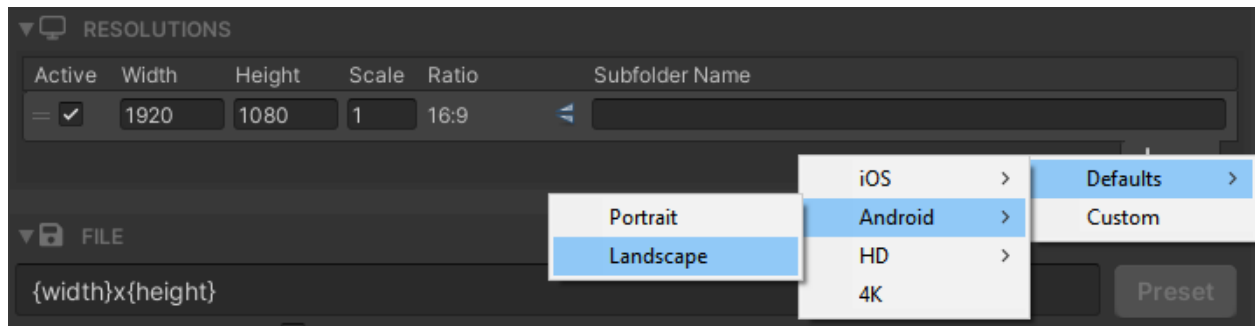 RESOLUTIONS
Active Width Height Scale Ratio Subfolder Name
1920 1080 1 16:9
iOS
Defaults
Portrait
Android
Custom
FILE
Landscape
HD
{width}x{height}
4K
Preset